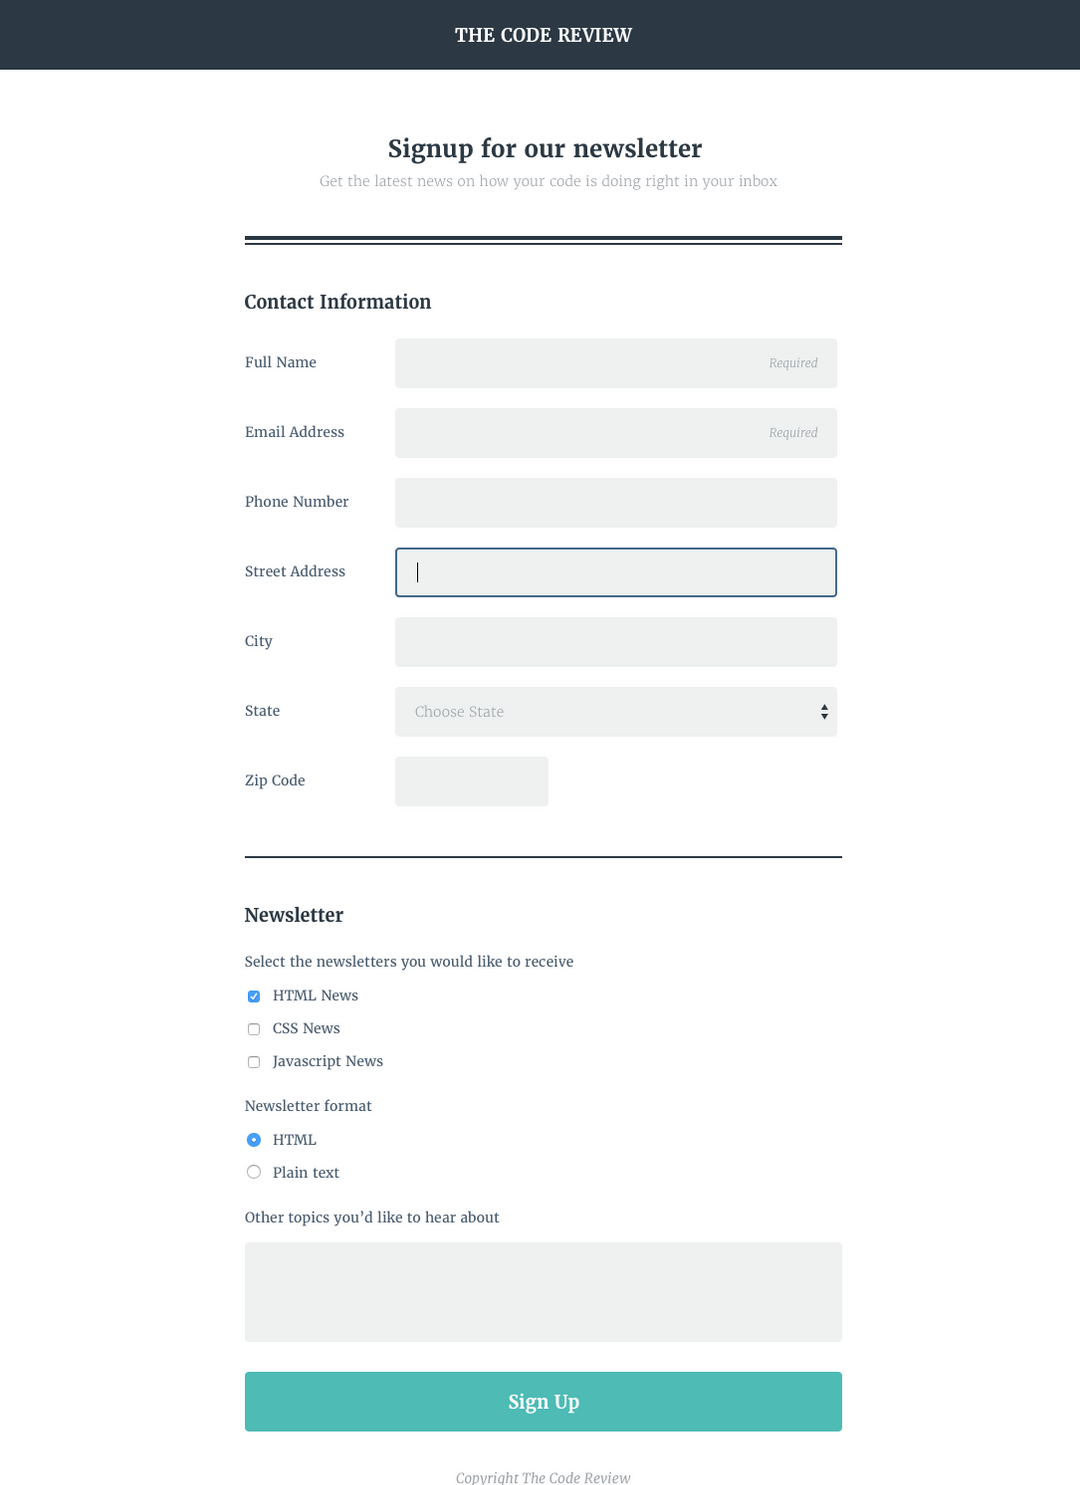 THE CODE REVIEW
Signup for our newsletter
Get the latest news on how your code is doing right in your inbox
Contact Information
Full Name
Required
Email Address
Required
Phone Number
Street Address
City
State
Choose State
Zip Code
Newsletter
Select the newsletters you would like to receive
HTML News
CSS News
Javascript News
Newsletter format
HTML
Plain text
Other topics you’d like to hear about
Sign Up
Copyright The Code Review